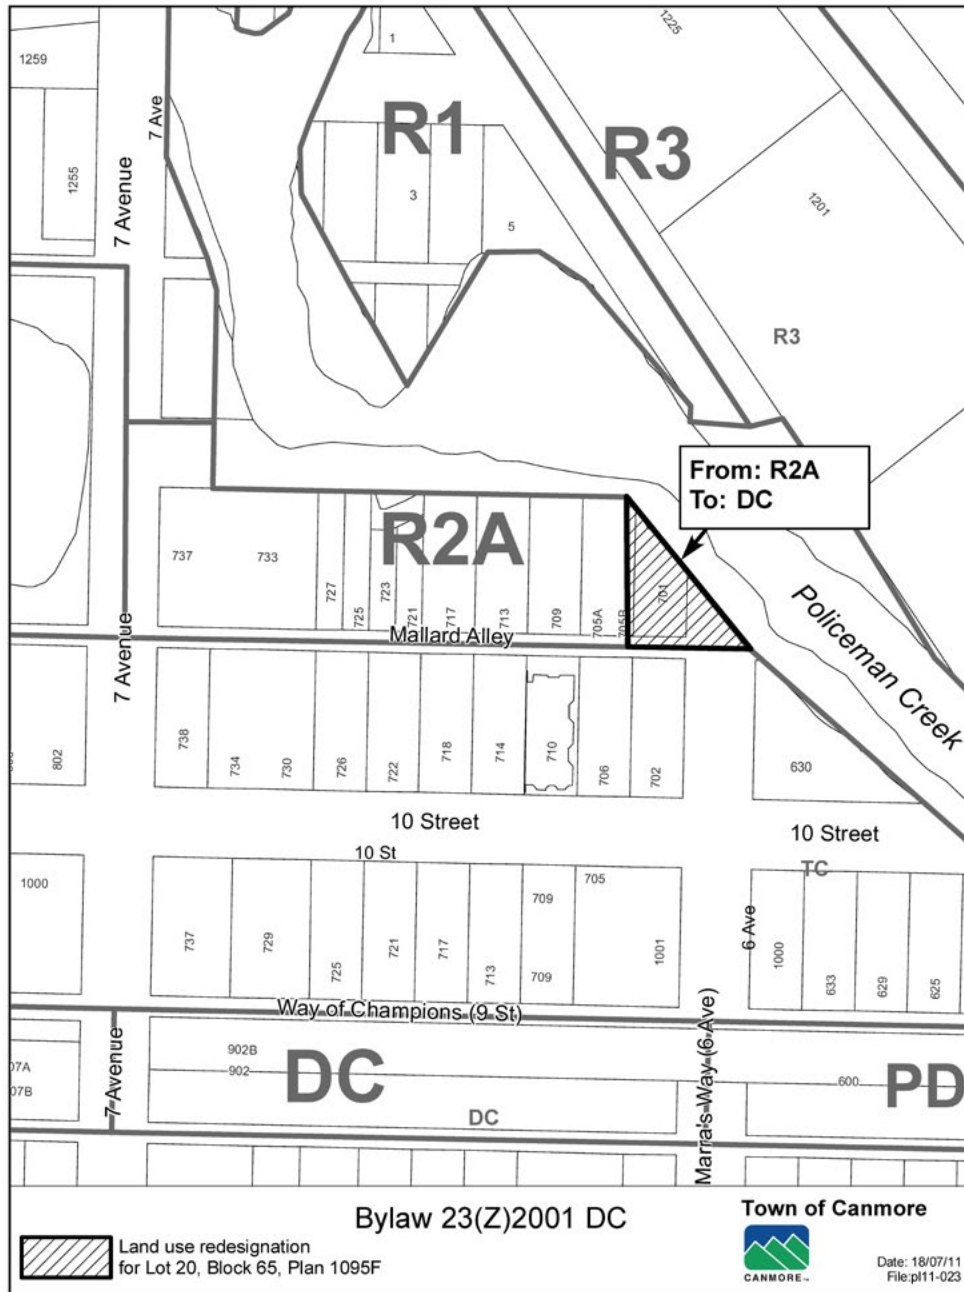 1259
7 Ave
1
1225
R1
R3
1255
7 Avenue
3
5
1201
R3
From: R2A
To: DC
R2A
737
733
727
725
723
721
717
713
709
705A
705B
701
Mallard Alley
7 Avenue
Policeman Creek
802
738
734
730
726
722
718
714
710
706
702
630
10 Street
10 Street
10 St
TC
1000
737
729
725
721
717
713
709
709
705
1001
6 Ave
1000
633
629
625
Way of Champions (9 St)
7 Avenue
07A
07B
902B
902
DC
DC
Marra's Way (6 Ave)
600
PD
Bylaw 23(Z)2001 DC
Town of Canmore
Land use redesignation
for Lot 20, Block 65, Plan 1095F
CANMORE
Date: 18/07/11
File:pl11-023